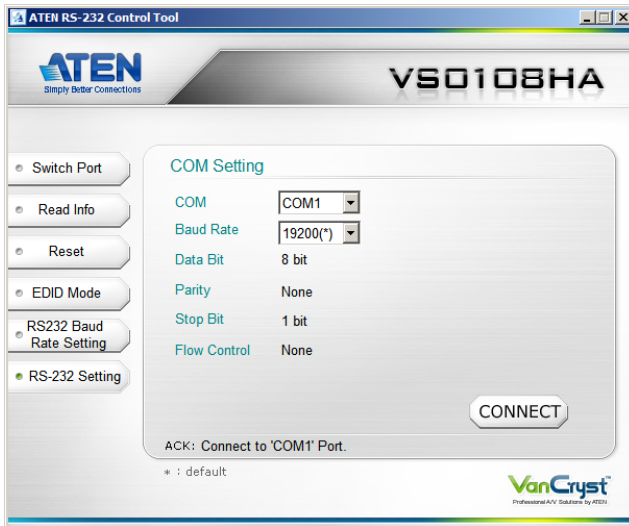 ATEN RS-232 Control Tool
ATEN
Simply Better Connections
VS0108HA
Switch Port
Read Info
Reset
EDID Mode
RS232 Baud
Rate Setting
RS-232 Setting
COM Setting
COM COM1
Baud Rate 19200(*)
Data Bit 8 bit
Parity None
Stop Bit 1 bit
Flow Control None
CONNECT
ACK: Connect to 'COM1' Port.
* : default
VanCryst™
Professional A/V Solutions by ATEN